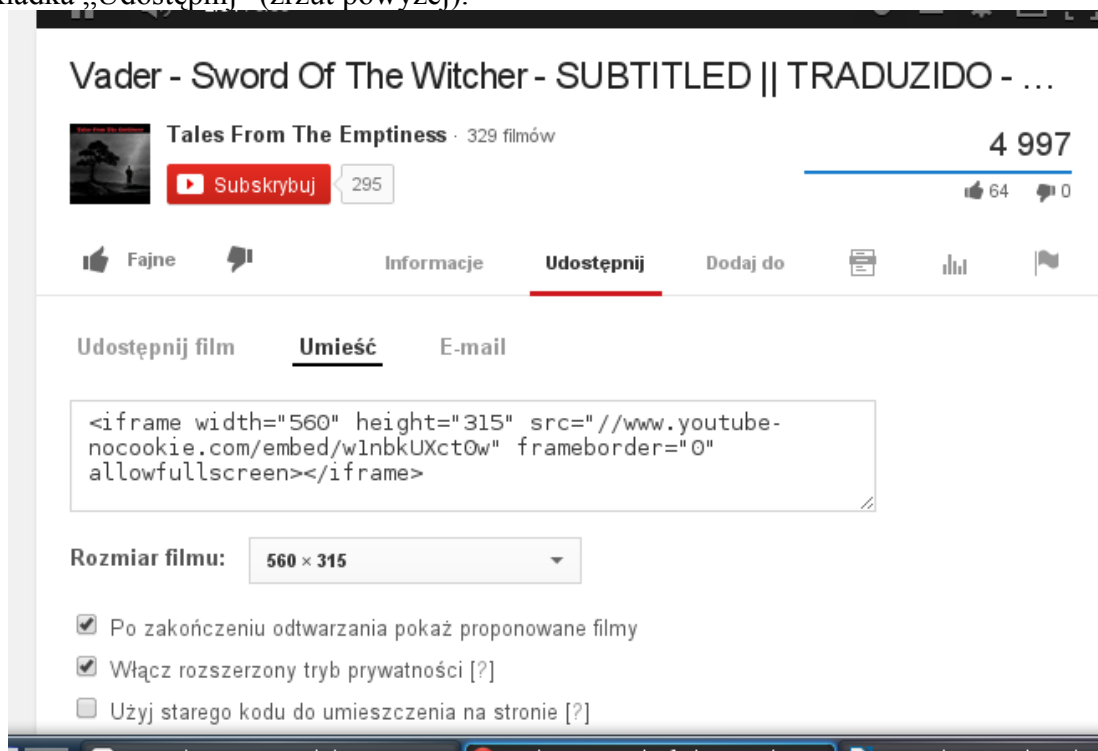 „Udostępnij” (zrzut powyżej).
Vader - Sword Of The Witcher - SUBTITLED || TRADUZIDO - ...
Tales From The Emptiness · 329 filmów
4 997
Subskrybuj 295
64 0
Fajne Informacje Udostępnij Dodaj do
Udostępnij film Umieść E-mail
<iframe width="560" height="315" src="//www.youtube-
nocookie.com/embed/w1nbkUXct0w" frameborder="0"
allowfullscreen></iframe>
Rozmiar filmu: 560 × 315
Po zakończeniu odtwarzania pokaż proponowane filmy
Włącz rozszerzony tryb prywatności [?]
Użyj starego kodu do umieszczenia na stronie [?]